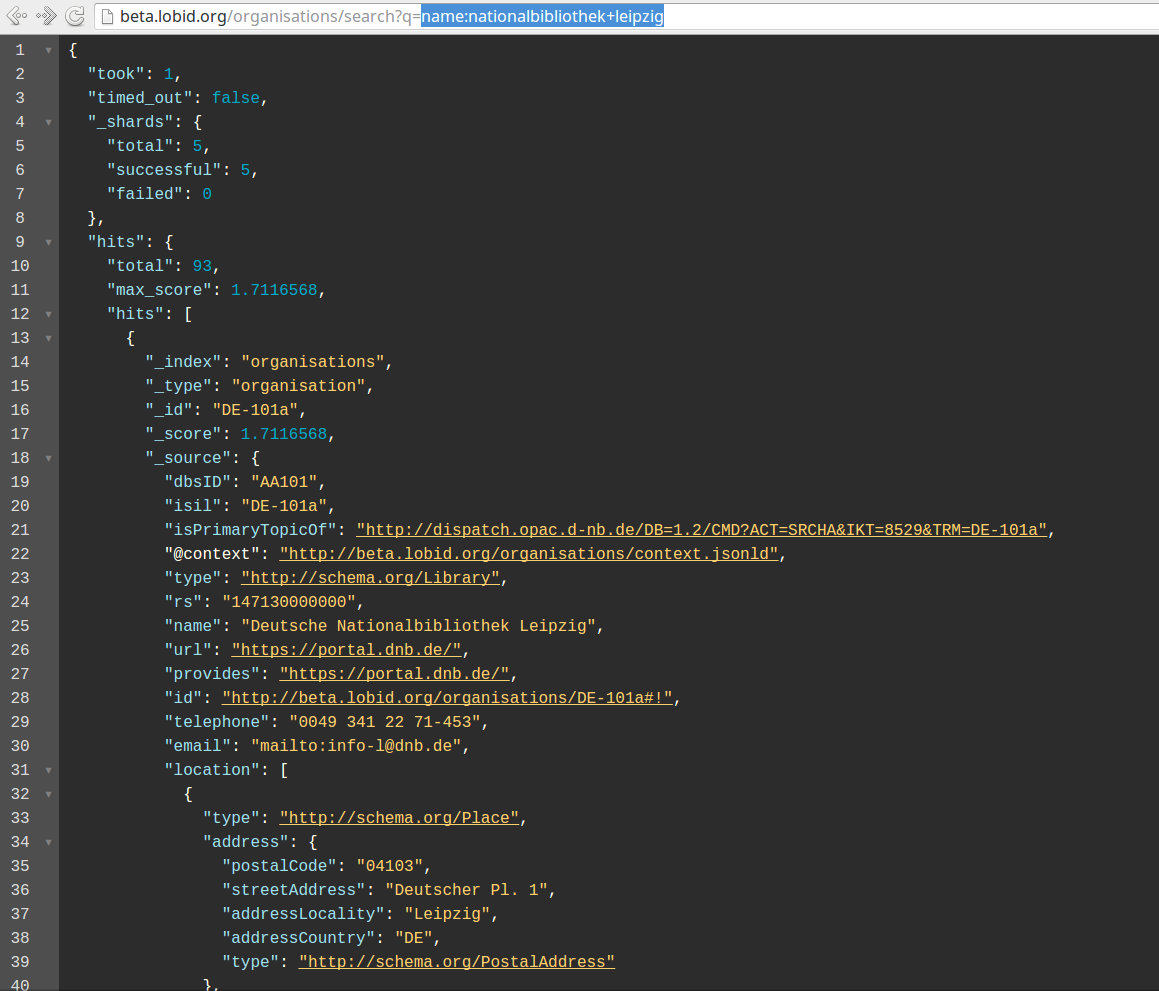 beta.lobid.org/organisations/search?q=name:nationalbibliothek+leipzig
1 {
2 "took": 1,
3 "timed_out": false,
4 "_shards": {
5 "total": 5,
6 "successful": 5,
7 "failed": 0
8 },
9 "hits": {
10 "total": 93,
11 "max_score": 1.7116568,
12 "hits": [
13 {
14 "_index": "organisations",
15 "_type": "organisation",
16 "_id": "DE-101a",
17 "_score": 1.7116568,
18 "_source": {
19 "dbsID": "AA101",
20 "isil": "DE-101a",
21 "isPrimaryTopicOf": "http://dispatch.opac.d-nb.de/DB=1.2/CMD?ACT=SRCHA&IKT=8529&TRM=DE-101a",
22 "@context": "http://beta.lobid.org/organisations/context.jsonld",
23 "type": "http://schema.org/Library",
24 "rs": "147130000000",
25 "name": "Deutsche Nationalbibliothek Leipzig",
26 "url": "https://portal.dnb.de/",
27 "provides": "https://portal.dnb.de/",
28 "id": "http://beta.lobid.org/organisations/DE-101a#!",
29 "telephone": "0049 341 22 71-453",
30 "email": "mailto:info-l@dnb.de",
31 "location": [
32 {
33 "type": "http://schema.org/Place",
34 "address": {
35 "postalCode": "04103",
36 "streetAddress": "Deutscher Pl. 1",
37 "addressLocality": "Leipzig",
38 "addressCountry": "DE",
39 "type": "http://schema.org/PostalAddress"
40 },